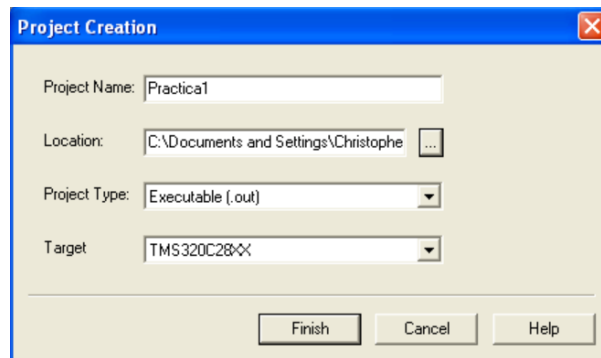 Project Creation
Project Name: Practica1
Location: C:\Documents and Settings\Christophe ...
Project Type: Executable (.out)
Target TMS320C28XX
Finish Cancel Help